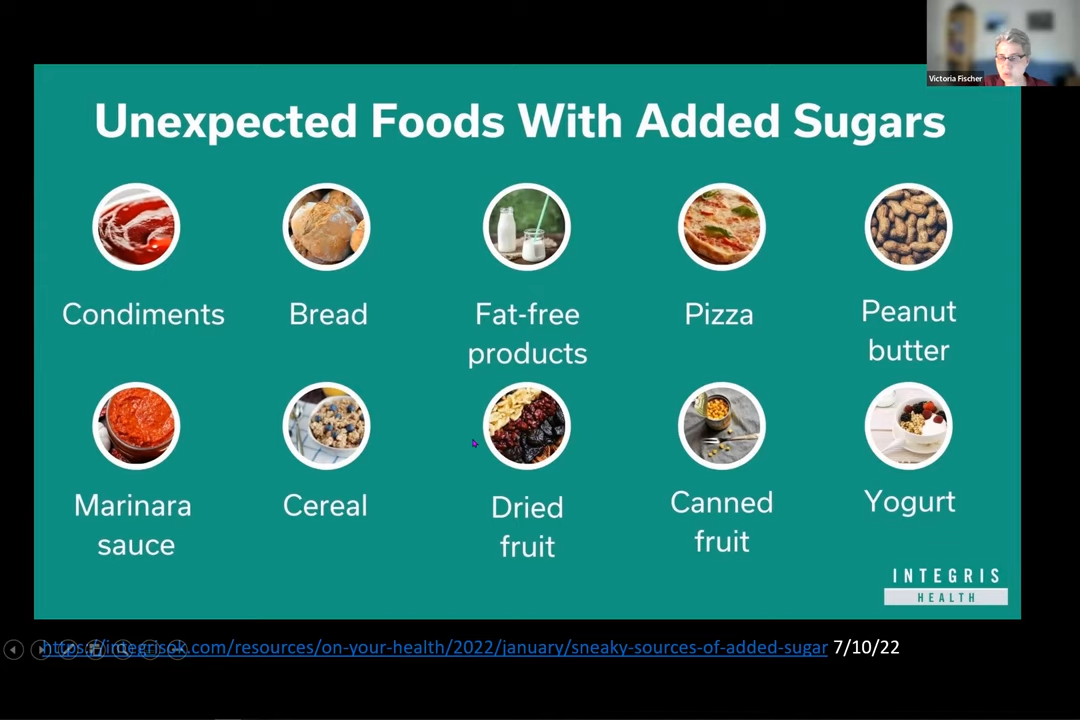 Victoria Fischer
Unexpected Foods With Added Sugars
Condiments
Bread
Fat-free
products
Pizza
Peanut
butter
Marinara
sauce
Cereal
Dried
fruit
Canned
fruit
Yogurt
INTEGRIS
HEALTH
https://integrisok.com/resources/on-your-health/2022/january/sneaky-sources-of-added-sugar 7/10/22